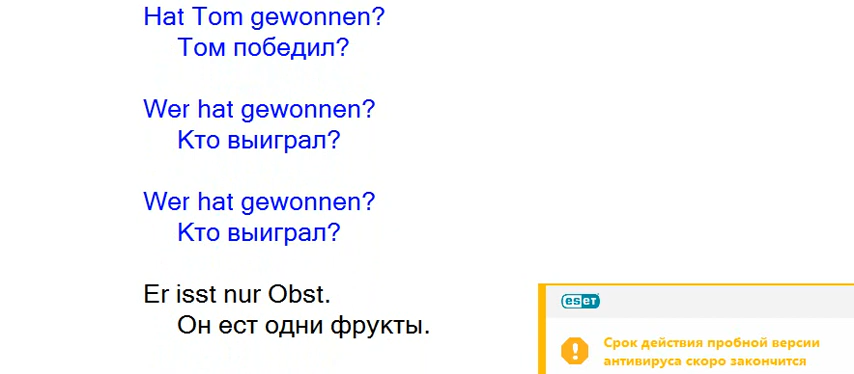 Hat Tom gewonnen?
Том победил?
Wer hat gewonnen?
Кто выиграл?
Wer hat gewonnen?
Кто выиграл?
Er isst nur Obst.
Он ест одни фрукты.
eset
Срок действия пробной версии
антивируса скоро закончится